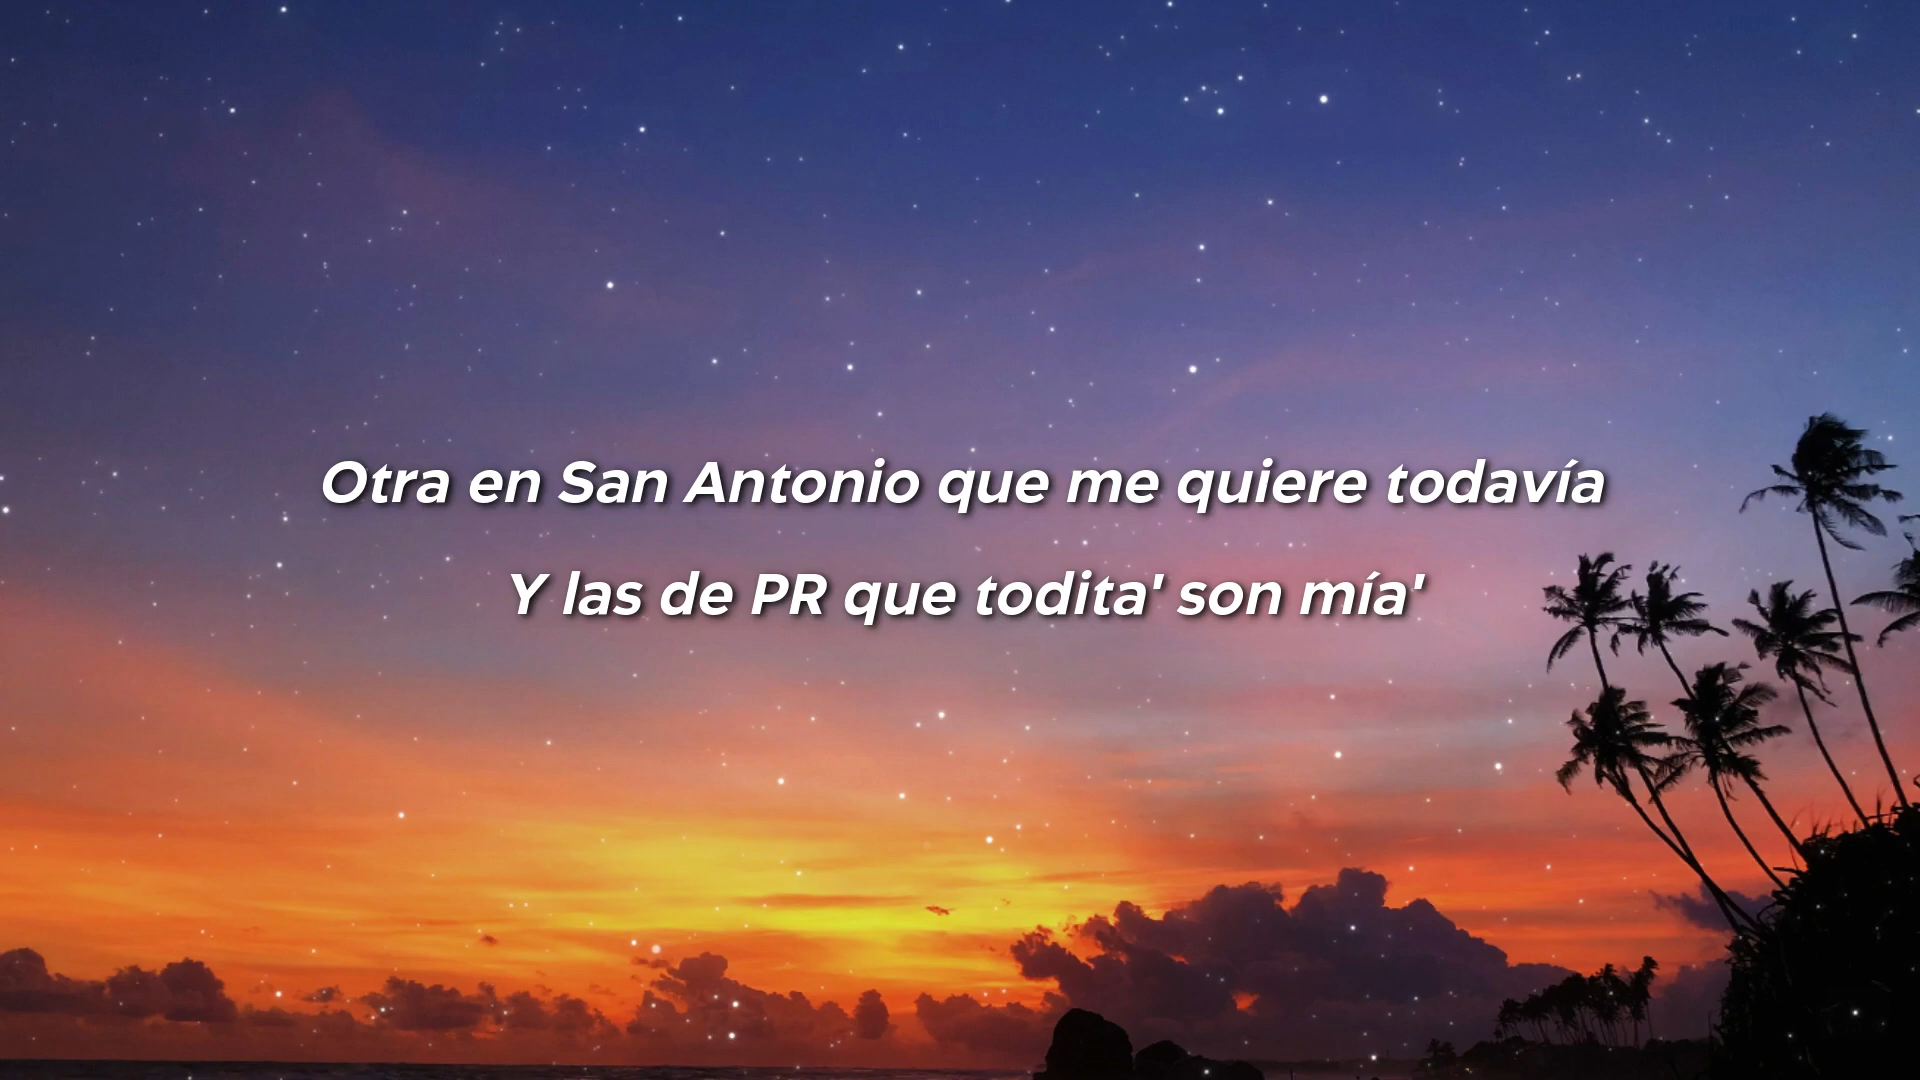 Otra en San Antonio que me quiere todavía
Y las de PR que todita' son mía'